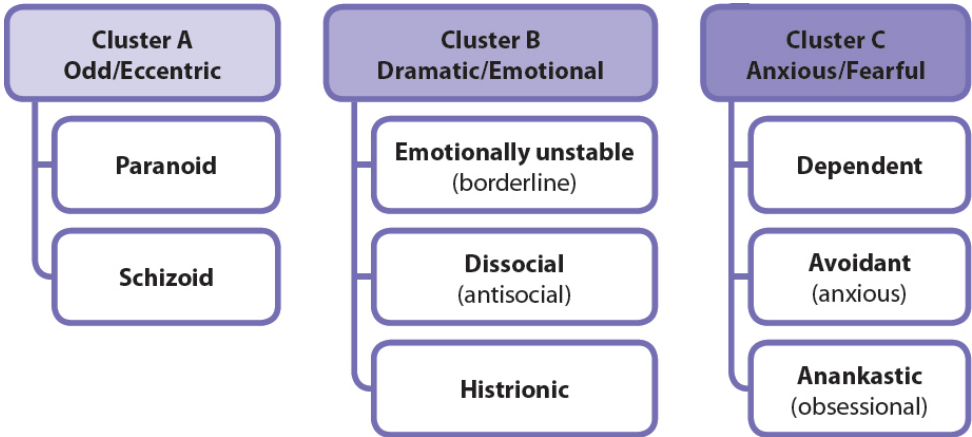 Cluster A
Odd/Eccentric
Paranoid
Schizoid
Cluster B
Dramatic/Emotional
Emotionally unstable
(borderline)
Dissocial
(antisocial)
Histrionic
Cluster C
Anxious/Fearful
Dependent
Avoidant
(anxious)
Anankastic
(obsessional)